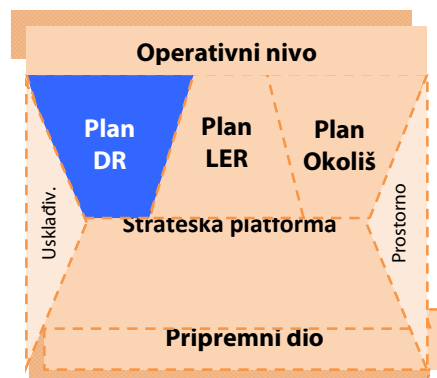 Operativni nivo
Plan
DR
Plan
LER
Plan
Okoliš
Usklađiv.
Prostorno
Strateška platforma
Pripremni dio